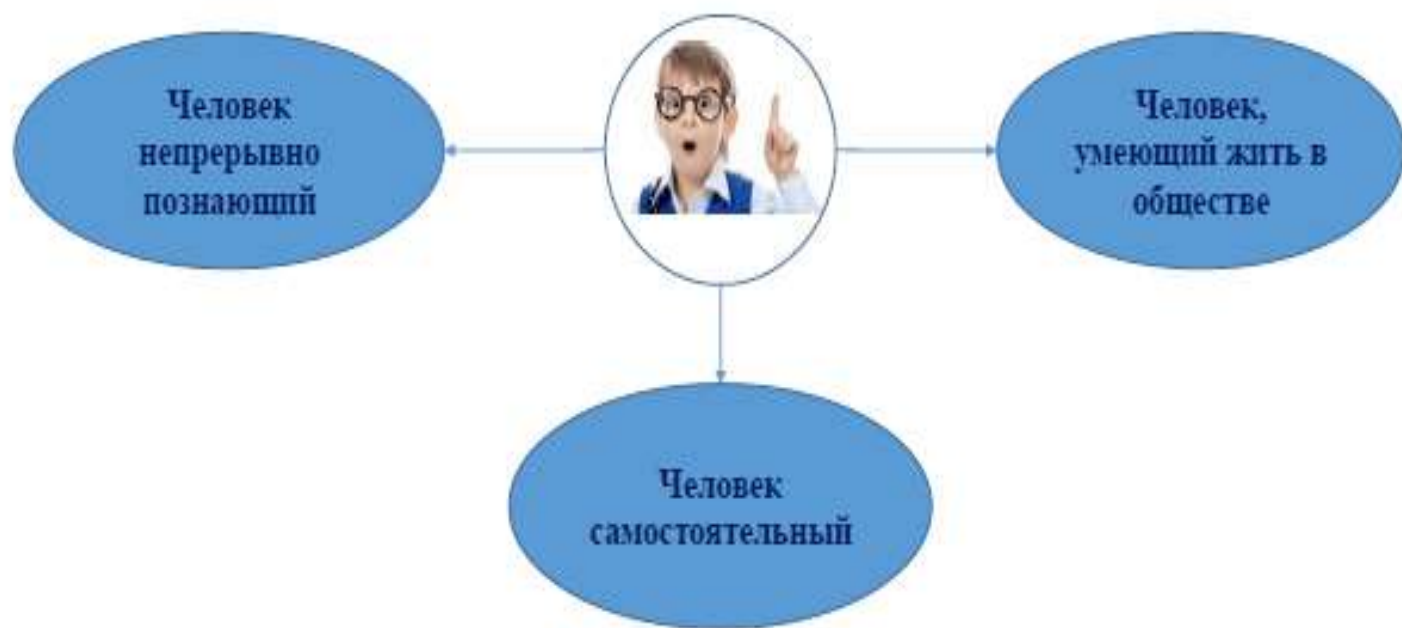 Человек
непрерывно
познающий
Человек,
умеющий жить в
обществе
Человек
самостоятельный